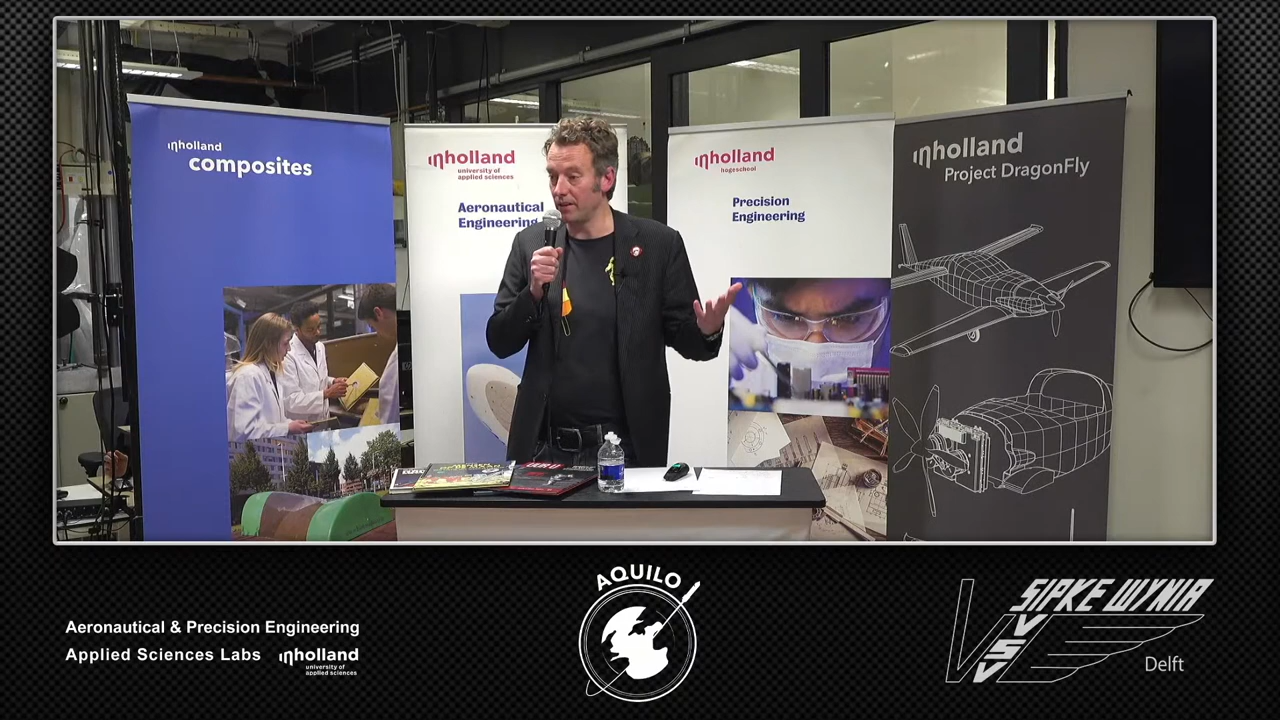 inholland
composites
inholland
university of
applied sciences
Aeronautical
Engineering
inholland
hogeschool
Precision
Engineering
inholland
Project DragonFly
Aeronautical & Precision Engineering
Applied Sciences Labs
inholland
university of
applied sciences
AQUILO
SIPKE WYNIA
VSV
Delft